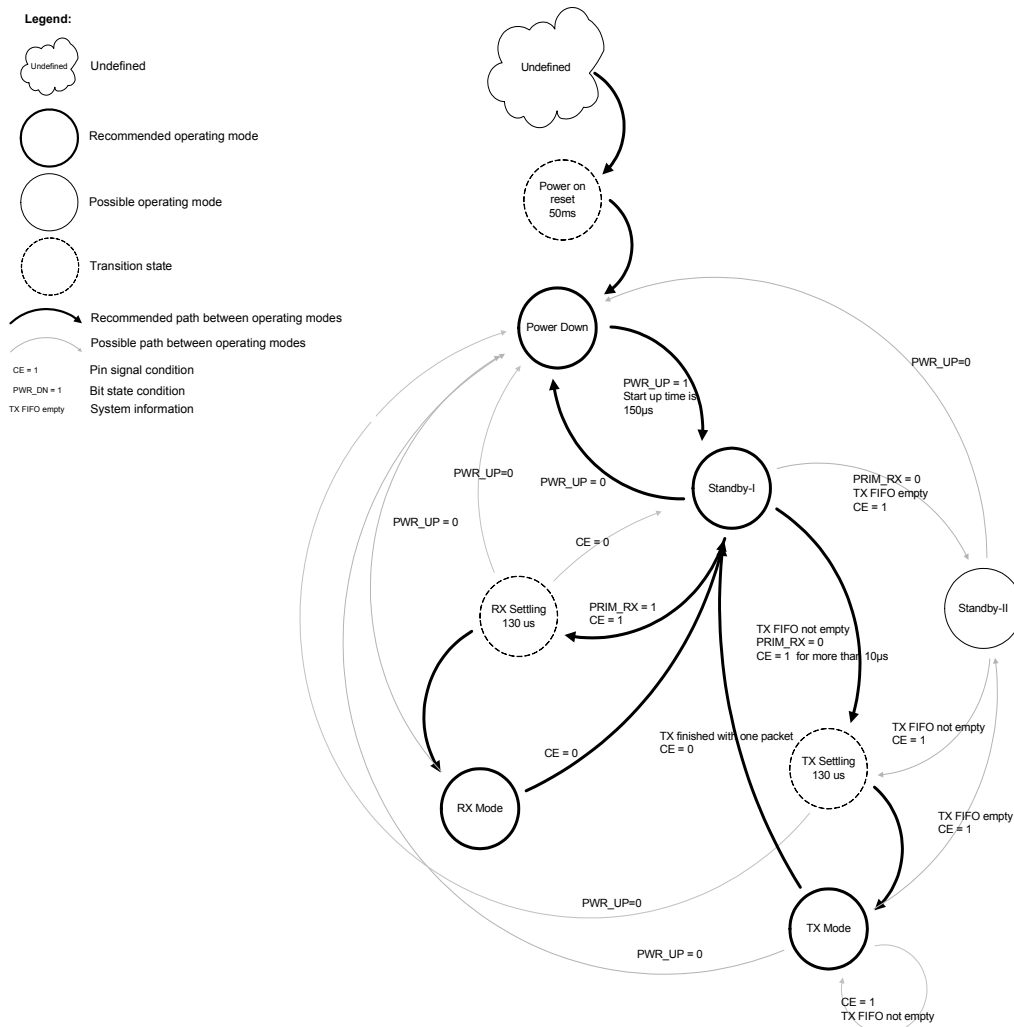 Legend:
Undefined
Undefined
Recommended operating mode
Possible operating mode
Transition state
Recommended path between operating modes
Possible path between operating modes
CE = 1
Pin signal condition
PWR_DN = 1
Bit state condition
TX FIFO empty
System information
Undefined
Power on
reset
50ms
Power Down
PWR_UP=0
PWR_UP = 1
Start up time is
150µs
PWR_UP=0
PWR_UP = 0
Standby-I
PRIM_RX = 0
TX FIFO empty
CE = 1
PWR_UP = 0
CE = 0
RX Settling
130 us
PRIM_RX = 1
CE = 1
Standby-II
TX FIFO not empty
PRIM_RX = 0
CE = 1 for more than 10µs
TX FIFO not empty
CE = 1
TX finished with one packet
CE = 0
CE = 0
TX Settling
130 us
RX Mode
TX FIFO empty
CE = 1
PWR_UP=0
TX Mode
PWR_UP = 0
CE = 1
TX FIFO not empty